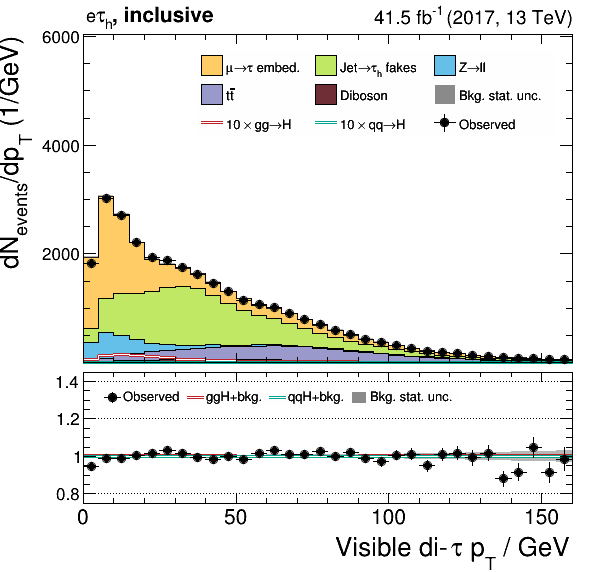 eτh, inclusive 41.5 fb-1 (2017, 13 TeV)
dNevents/dpT (1/GeV)
6000
4000
2000
μ→τ embed. Jet→τh fakes Z→ll
tt̅ Diboson Bkg. stat. unc.
10 × gg→H 10 × qq→H Observed
1.4
1.2
1
0.8
Observed ggH+bkg. qqH+bkg. Bkg. stat. unc.
0 50 100 150
Visible di-τ pT / GeV